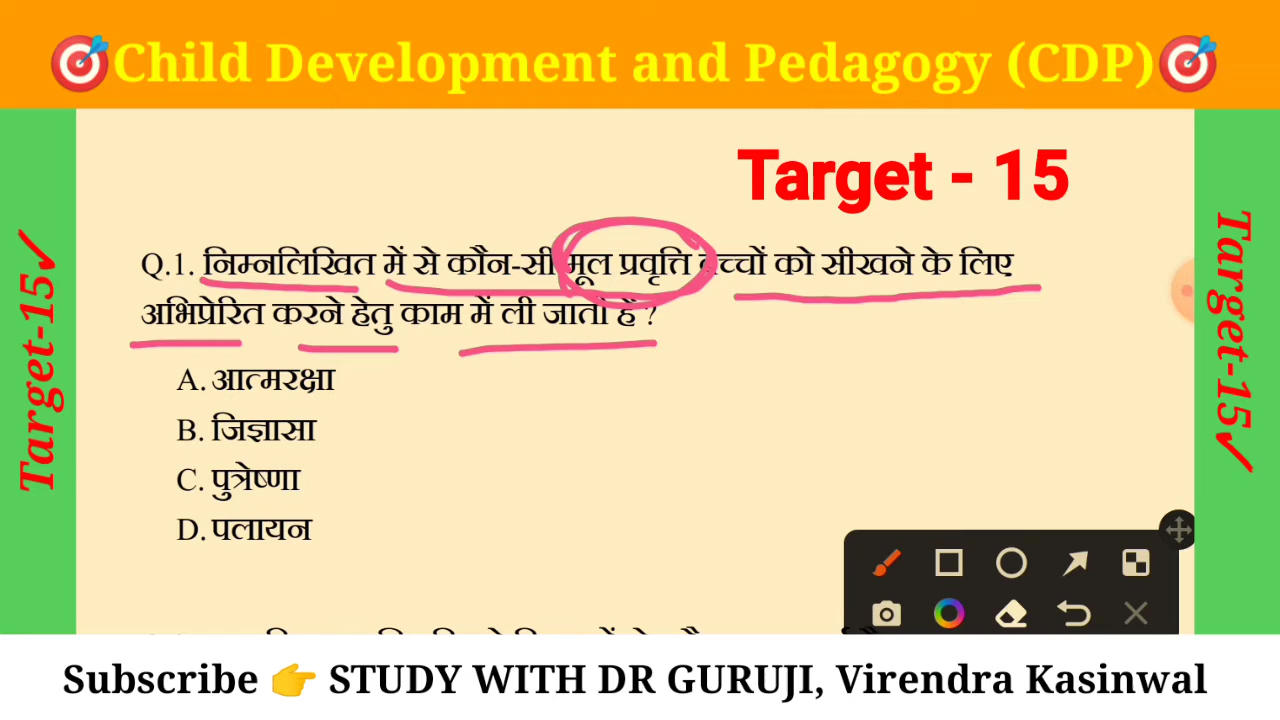 🎯Child Development and Pedagogy (CDP)🎯
Target - 15
Target-15✓
Q.1. निम्नलिखित में से कौन-सी मूल प्रवृत्ति बच्चों को सीखने के लिए
अभिप्रेरित करने हेतु काम में ली जाती है ?
A. आत्मरक्षा
B. जिज्ञासा
C. पुत्रेष्णा
D. पलायन
Target-15✓
Subscribe 👉 STUDY WITH DR GURUJI, Virendra Kasinwal